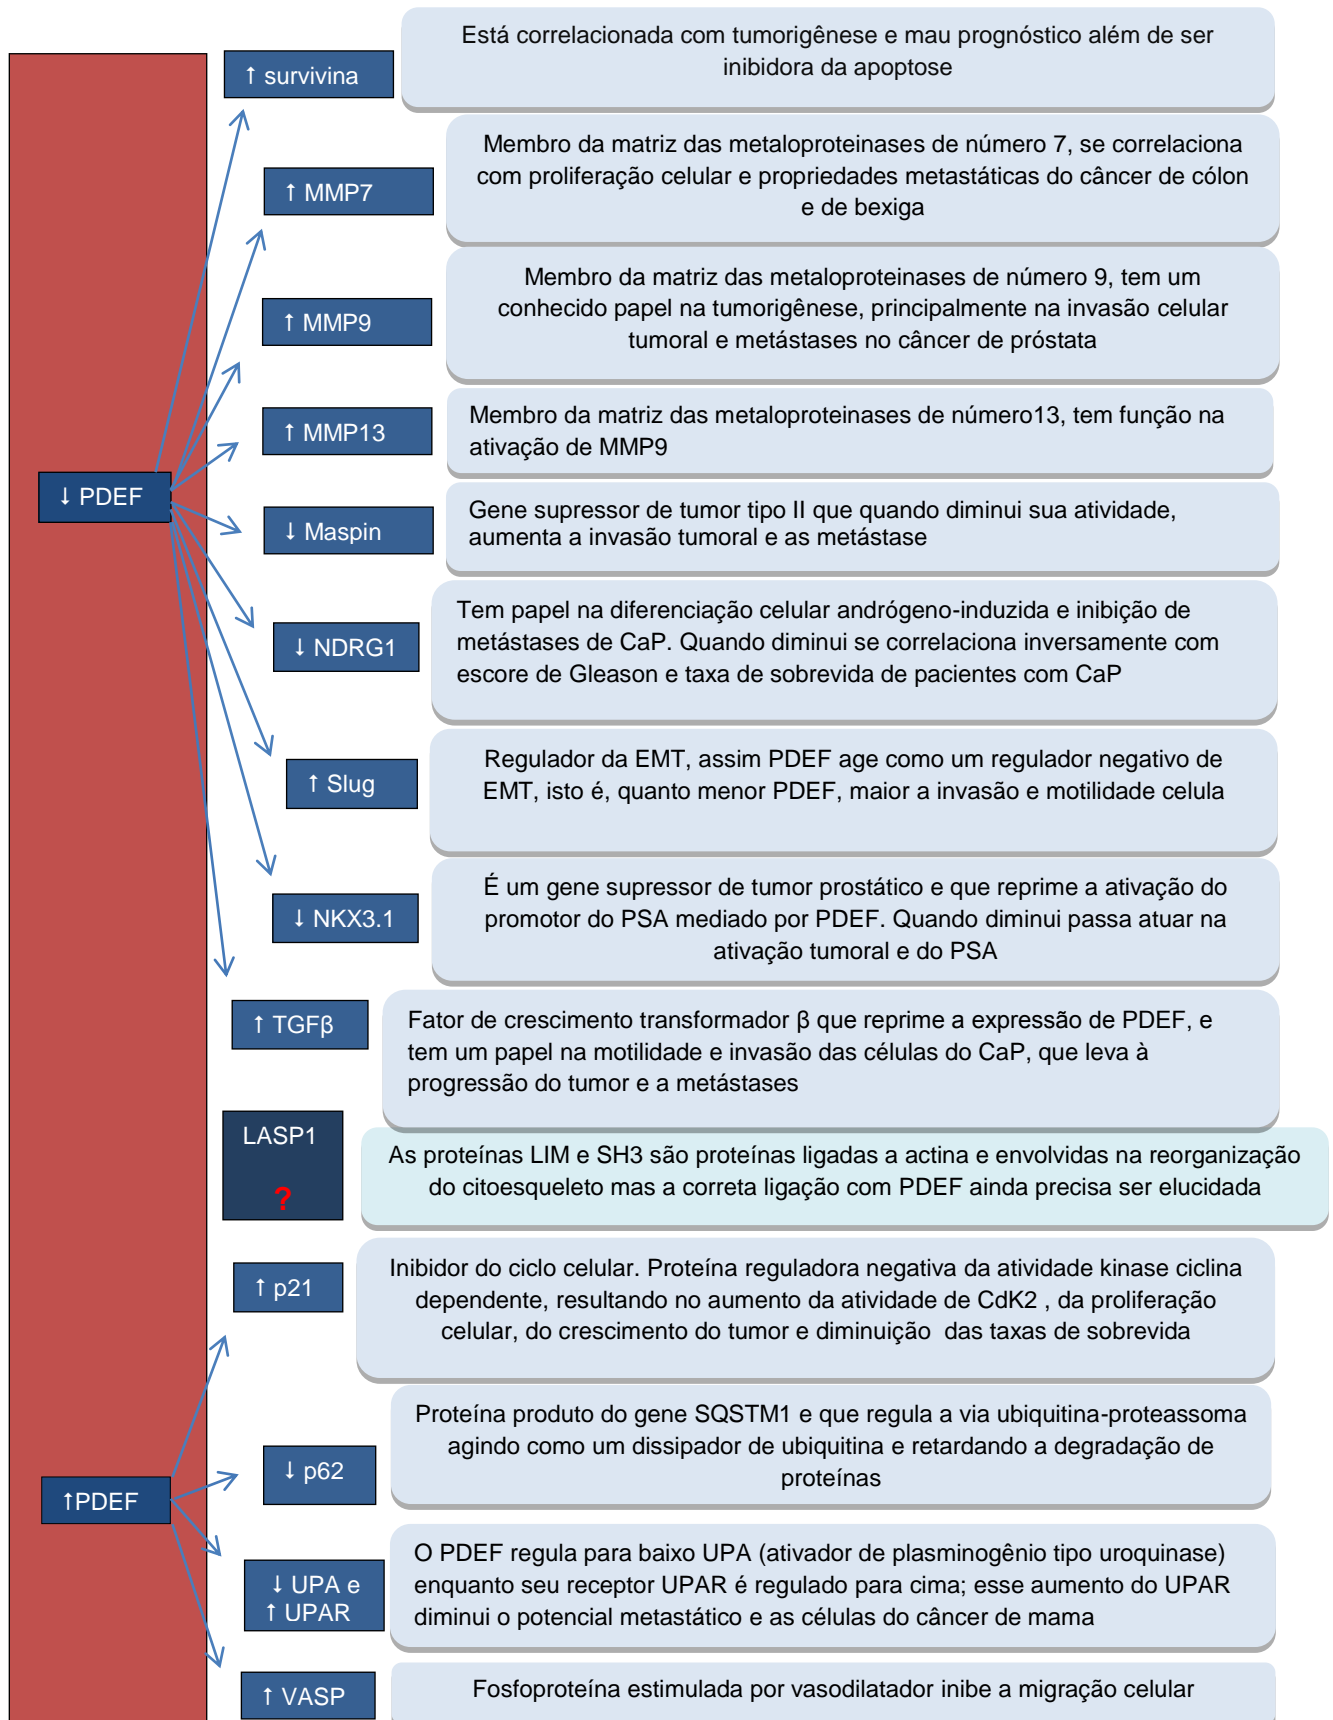 Está correlacionada com tumorigênese e mau prognóstico além de ser
inibidora da apoptose
↑ survivina
Membro da matriz das metaloproteinases de número 7, se correlaciona
com proliferação celular e propriedades metastáticas do câncer de cólon
e de bexiga
↑ MMP7
Membro da matriz das metaloproteinases de número 9, tem um
conhecido papel na tumorigênese, principalmente na invasão celular
tumoral e metástases no câncer de próstata
↑ MMP9
Membro da matriz das metaloproteinases de número13, tem função na
ativação de MMP9
↑ MMP13
↓ PDEF
Gene supressor de tumor tipo II que quando diminui sua atividade,
aumenta a invasão tumoral e as metástase
↓ Maspin
Tem papel na diferenciação celular andrógeno-induzida e inibição de
metástases de CaP. Quando diminui se correlaciona inversamente com
escore de Gleason e taxa de sobrevida de pacientes com CaP
↓ NDRG1
Regulador da EMT, assim PDEF age como um regulador negativo de
EMT, isto é, quanto menor PDEF, maior a invasão e motilidade celula
↑ Slug
É um gene supressor de tumor prostático e que reprime a ativação do
promotor do PSA mediado por PDEF. Quando diminui passa atuar na
ativação tumoral e do PSA
↓ NKX3.1
↑ TGFβ
Fator de crescimento transformador β que reprime a expressão de PDEF, e
tem um papel na motilidade e invasão das células do CaP, que leva à
progressão do tumor e a metástases
LASP1
?
As proteínas LIM e SH3 são proteínas ligadas a actina e envolvidas na reorganização
do citoesqueleto mas a correta ligação com PDEF ainda precisa ser elucidada
↑ p21
Inibidor do ciclo celular. Proteína reguladora negativa da atividade kinase ciclina
dependente, resultando no aumento da atividade de CdK2 , da proliferação
celular, do crescimento do tumor e diminuição das taxas de sobrevida
Proteína produto do gene SQSTM1 e que regula a via ubiquitina-proteassoma
agindo como um dissipador de ubiquitina e retardando a degradação de
proteínas
↓ p62
↑PDEF
O PDEF regula para baixo UPA (ativador de plasminogênio tipo uroquinase)
enquanto seu receptor UPAR é regulado para cima; esse aumento do UPAR
diminui o potencial metastático e as células do câncer de mama
↓ UPA e
↑ UPAR
↑ VASP
Fosfoproteína estimulada por vasodilatador inibe a migração celular